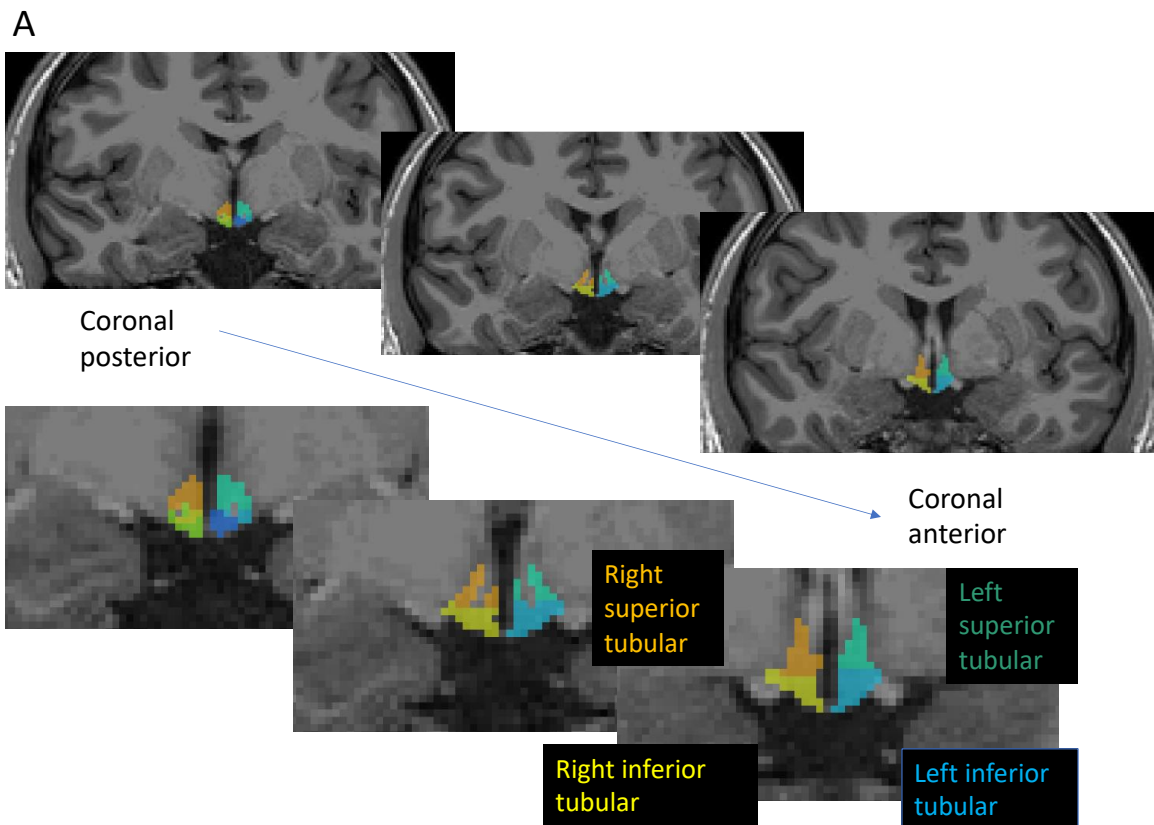 A
Coronal
posterior
Coronal
anterior
Right
superior
tubular
Left
superior
tubular
Right inferior
tubular
Left inferior
tubular